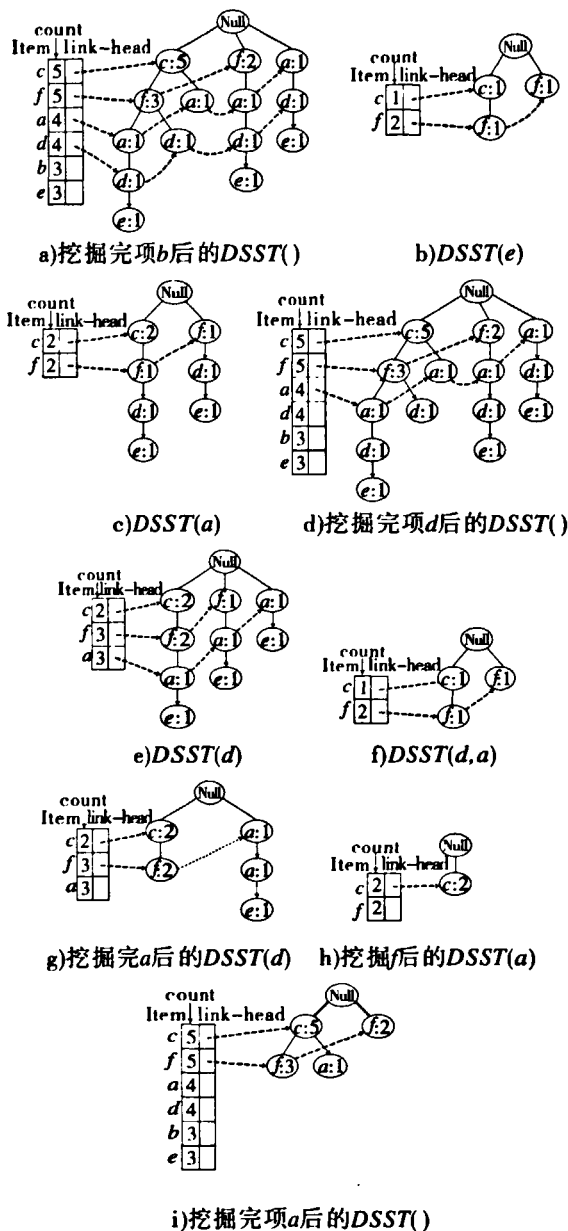 count
Item link-head
c 5
f 5
a 4
d 4
b 3
e 3
Null
c:5 f:2 a:1
f:3 a:1 a:1 d:1
a:1 d:1 d:1 e:1
d:1 e:1
e:1
a)挖掘完项b后的DSST()
count
Item link-head
c 1
f 2
Null
c:1 f:1
f:1
b)DSST(e)
count
Item link-head
c 2
f 2
Null
c:2 f:1
f:1 d:1
d:1 e:1
e:1
c)DSST(a)
count
Item link-head
c 5
f 5
a 4
d 4
b 3
e 3
Null
c:5 f:2 a:1
f:3 a:1 a:1 d:1
a:1 d:1 d:1 e:1
d:1 e:1
e:1
d)挖掘完项d后的DSST()
count
Item link-head
c 2
f 3
a 3
Null
c:2 f:1 a:1
f:2 a:1 e:1
a:1 e:1
e:1
e)DSST(d)
count
Item link-head
c 1
f 2
Null
c:1 f:1
f:1
f)DSST(d,a)
count
Item link-head
c 2
f 3
a 3
Null
c:2 a:1
f:2 a:1
e:1
g)挖掘完a后的DSST(d)
count
Item link-head
c 2
f 2
Null
c:2
h)挖掘f后的DSST(a)
count
Item link-head
c 5
f 5
a 4
d 4
b 3
e 3
Null
c:5 f:2
f:3 a:1
i)挖掘完项a后的DSST()